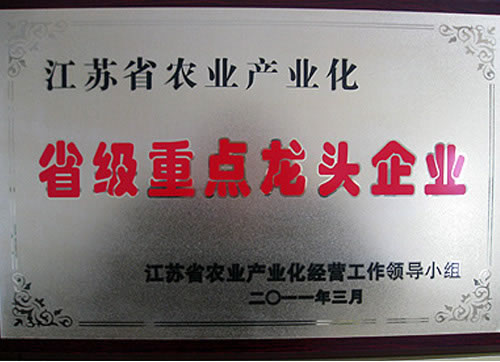 江苏省农业产业化
省级重点龙头企业
江苏省农业产业化经营工作领导小组
二〇一一年三月